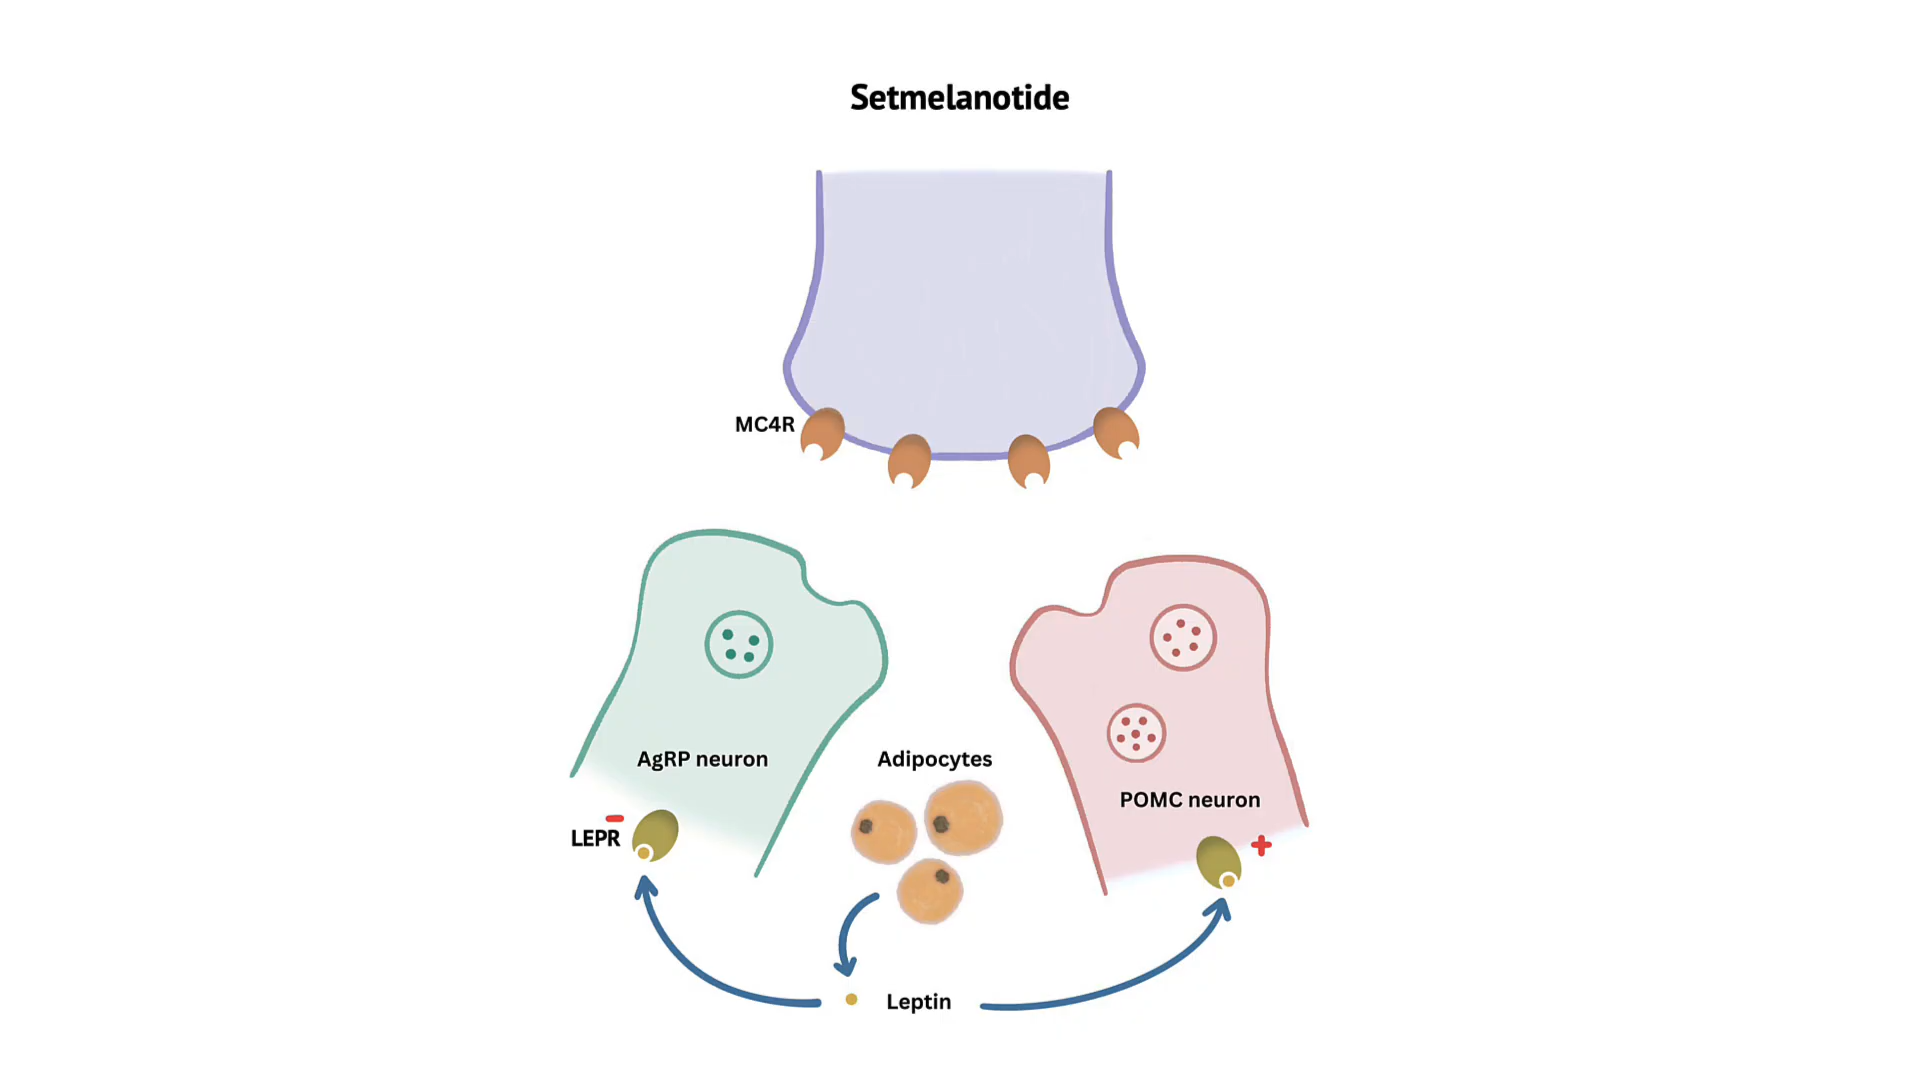 Setmelanotide
MC4R
AgRP neuron
Adipocytes
POMC neuron
LEPR
Leptin